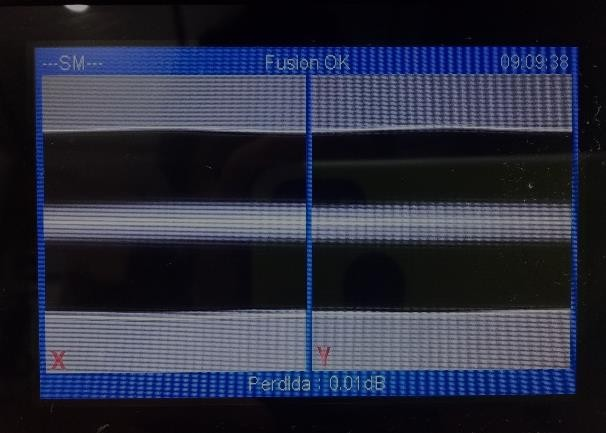 ---SM--- Fusion OK 09:09:38
X Y
Perdida : 0.01dB